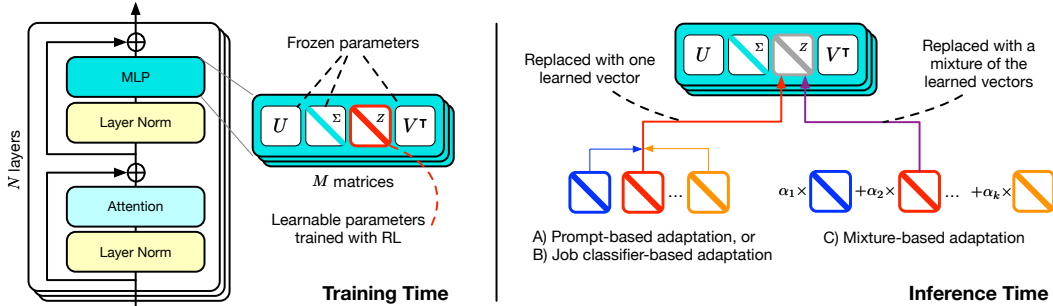 N layers
MLP
Layer Norm
Attention
Layer Norm
Frozen parameters
U
Σ
Z
V⊤
M matrices
Learnable parameters
trained with RL
Training Time
Replaced with one
learned vector
U
Σ
Z
V⊤
Replaced with a
mixture of the
learned vectors
...
α₁× +α₂× ... +αₖ×
A) Prompt-based adaptation, or
B) Job classifier-based adaptation
C) Mixture-based adaptation
Inference Time